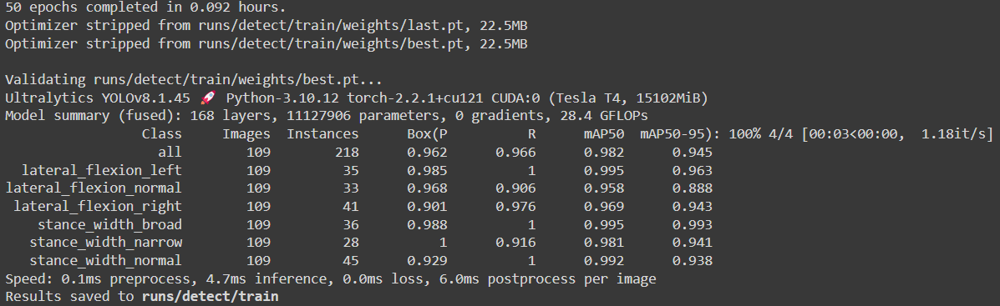 50 epochs completed in 0.092 hours.
Optimizer stripped from runs/detect/train/weights/last.pt, 22.5MB
Optimizer stripped from runs/detect/train/weights/best.pt, 22.5MB
Validating runs/detect/train/weights/best.pt...
Ultralytics YOLOv8.1.45 🚀 Python-3.10.12 torch-2.2.1+cu121 CUDA:0 (Tesla T4, 15102MiB)
Model summary (fused): 168 layers, 11127906 parameters, 0 gradients, 28.4 GFLOPs
Class Images Instances Box(P R mAP50 mAP50-95): 100% 4/4 [00:03<00:00, 1.18it/s]
all 109 218 0.962 0.966 0.982 0.945
lateral_flexion_left 109 35 0.985 1 0.995 0.963
lateral_flexion_normal 109 33 0.968 0.906 0.958 0.888
lateral_flexion_right 109 41 0.901 0.976 0.969 0.943
stance_width_broad 109 36 0.988 1 0.995 0.993
stance_width_narrow 109 28 1 0.916 0.981 0.941
stance_width_normal 109 45 0.929 1 0.992 0.938
Speed: 0.1ms preprocess, 4.7ms inference, 0.0ms loss, 6.0ms postprocess per image
Results saved to runs/detect/train